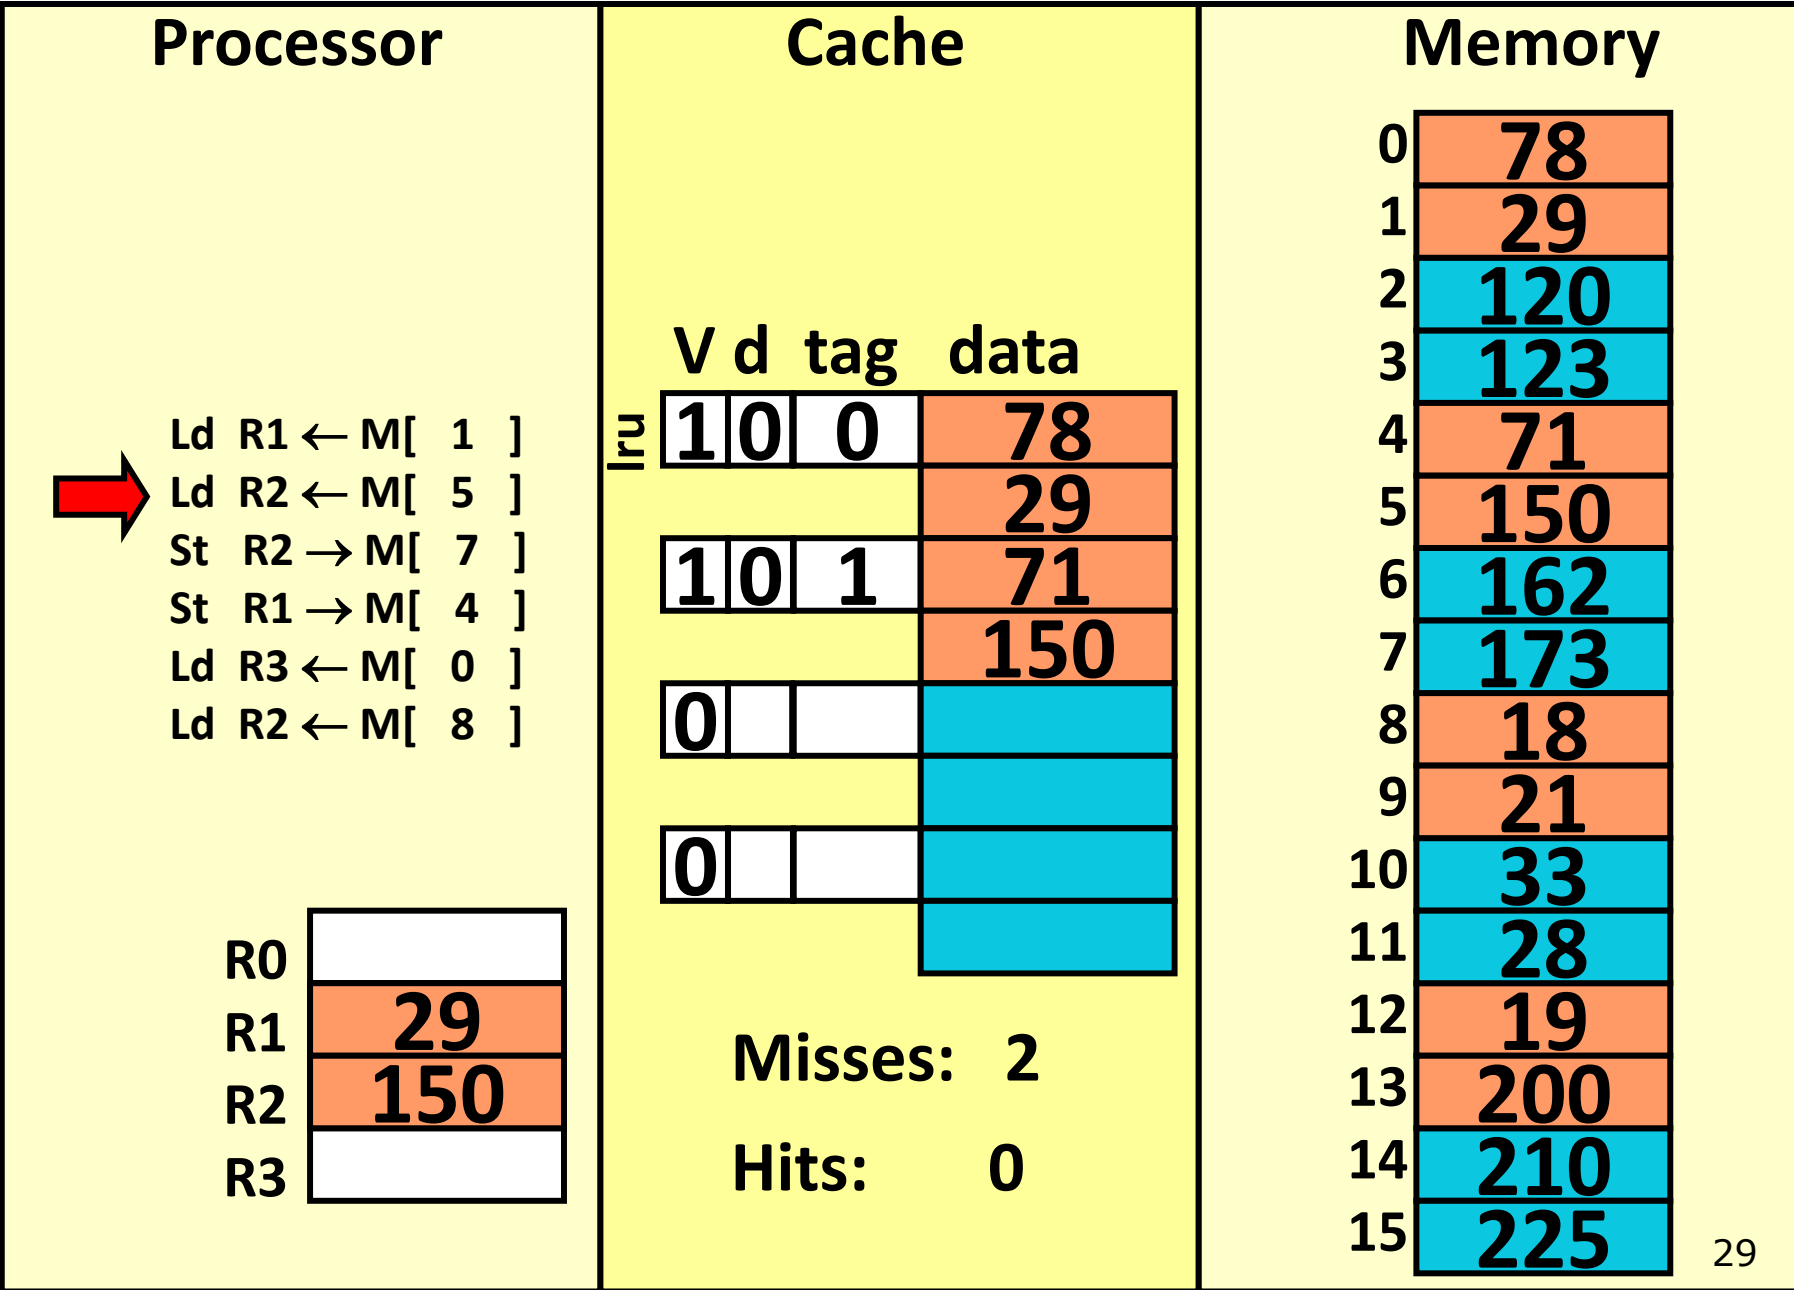 Processor
Ld R1 ← M[ 1 ]
Ld R2 ← M[ 5 ]
St R2 → M[ 7 ]
St R1 → M[ 4 ]
Ld R3 ← M[ 0 ]
Ld R2 ← M[ 8 ]
R0
R1 29
R2 150
R3
Cache
V d tag data
lru 1 0 0 78
29
1 0 1 71
150
0
0
Misses: 2
Hits: 0
Memory
0 78
1 29
2 120
3 123
4 71
5 150
6 162
7 173
8 18
9 21
10 33
11 28
12 19
13 200
14 210
15 225
29